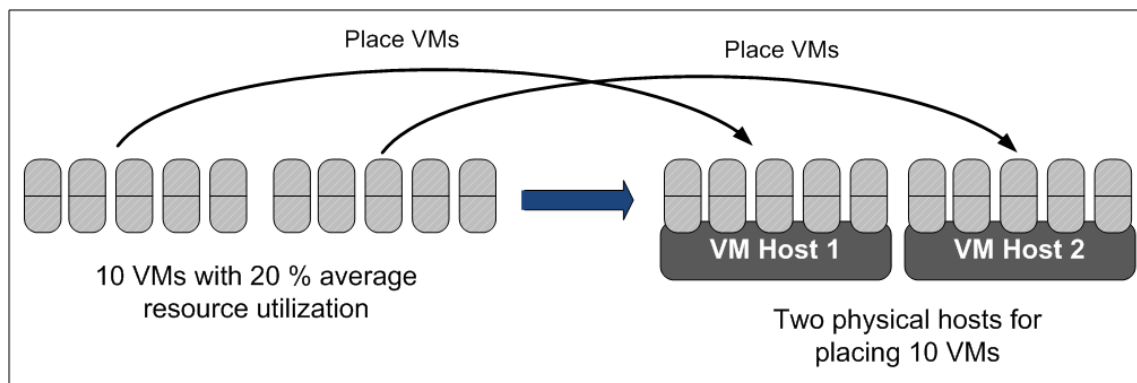 Place VMs
Place VMs
VM Host 1
VM Host 2
10 VMs with 20 % average
resource utilization
Two physical hosts for
placing 10 VMs